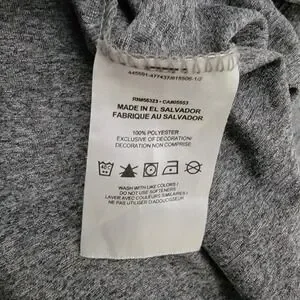 RN#56323 - CA#05553
MADE IN EL SALVADOR
FABRIQUE AU SALVADOR
100% POLYESTER
EXCLUSIVE OF DECORATION/
DECORATION NON COMPRISE
WASH WITH LIKE COLORS /
DO NOT USE SOFTENERS
LAVER AVEC COULEURS SIMILAIRES /
NE PAS UTILISER D'ADOUCISSEUR